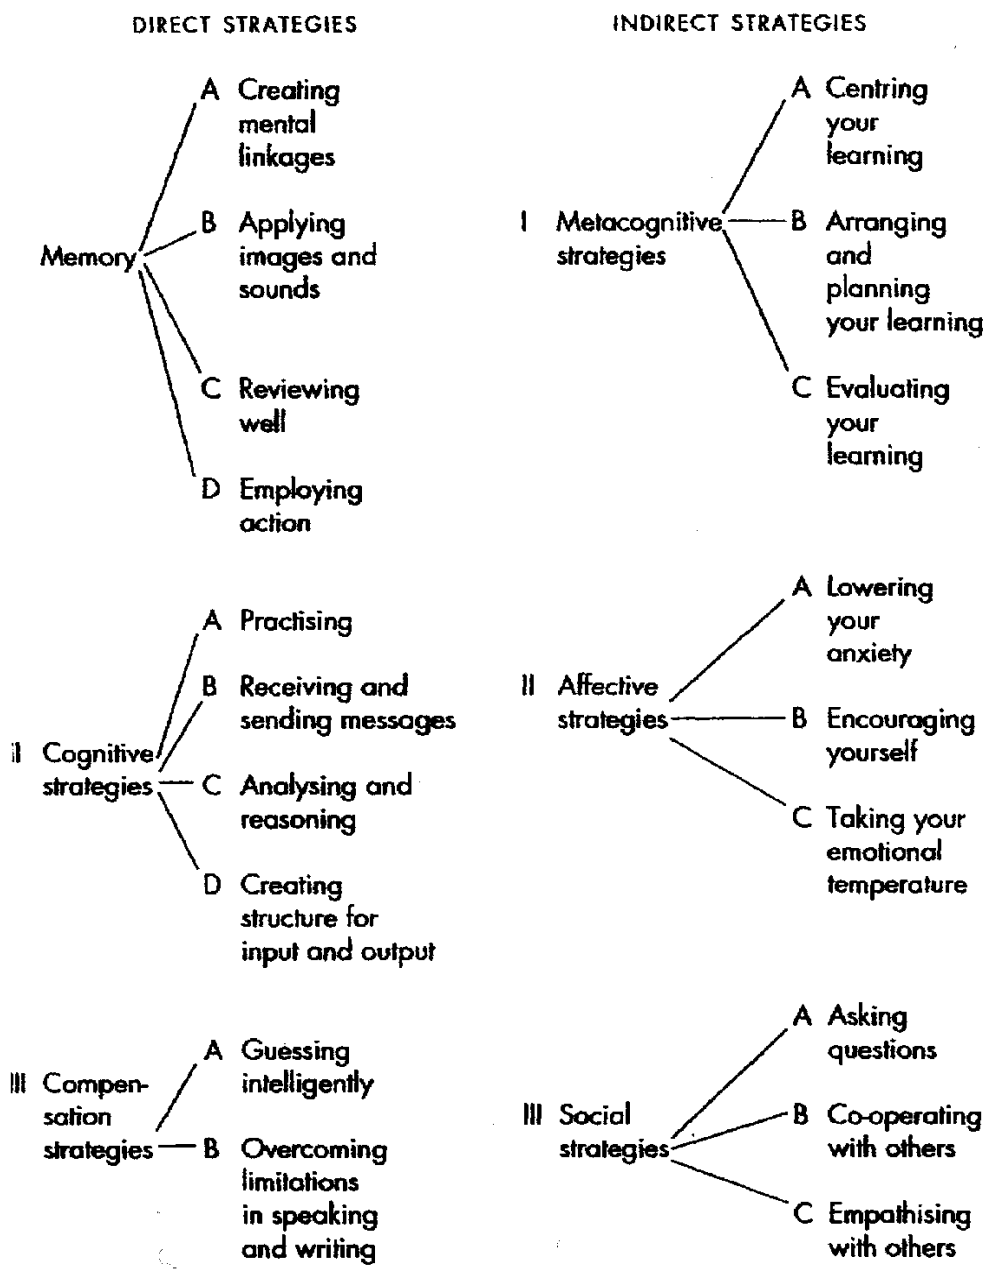 DIRECT STRATEGIES
A Creating
mental
linkages
B Applying
images and
sounds
Memory
C Reviewing
well
D Employing
action
A Practising
B Receiving and
sending messages
II Cognitive
strategies
C Analysing and
reasoning
D Creating
structure for
input and output
A Guessing
intelligently
III Compen-
sation
strategies
B Overcoming
limitations
in speaking
and writing
INDIRECT STRATEGIES
A Centring
your
learning
I Metacognitive
strategies
B Arranging
and
planning
your learning
C Evaluating
your
learning
A Lowering
your
anxiety
II Affective
strategies
B Encouraging
yourself
C Taking your
emotional
temperature
A Asking
questions
III Social
strategies
B Co-operating
with others
C Empathising
with others